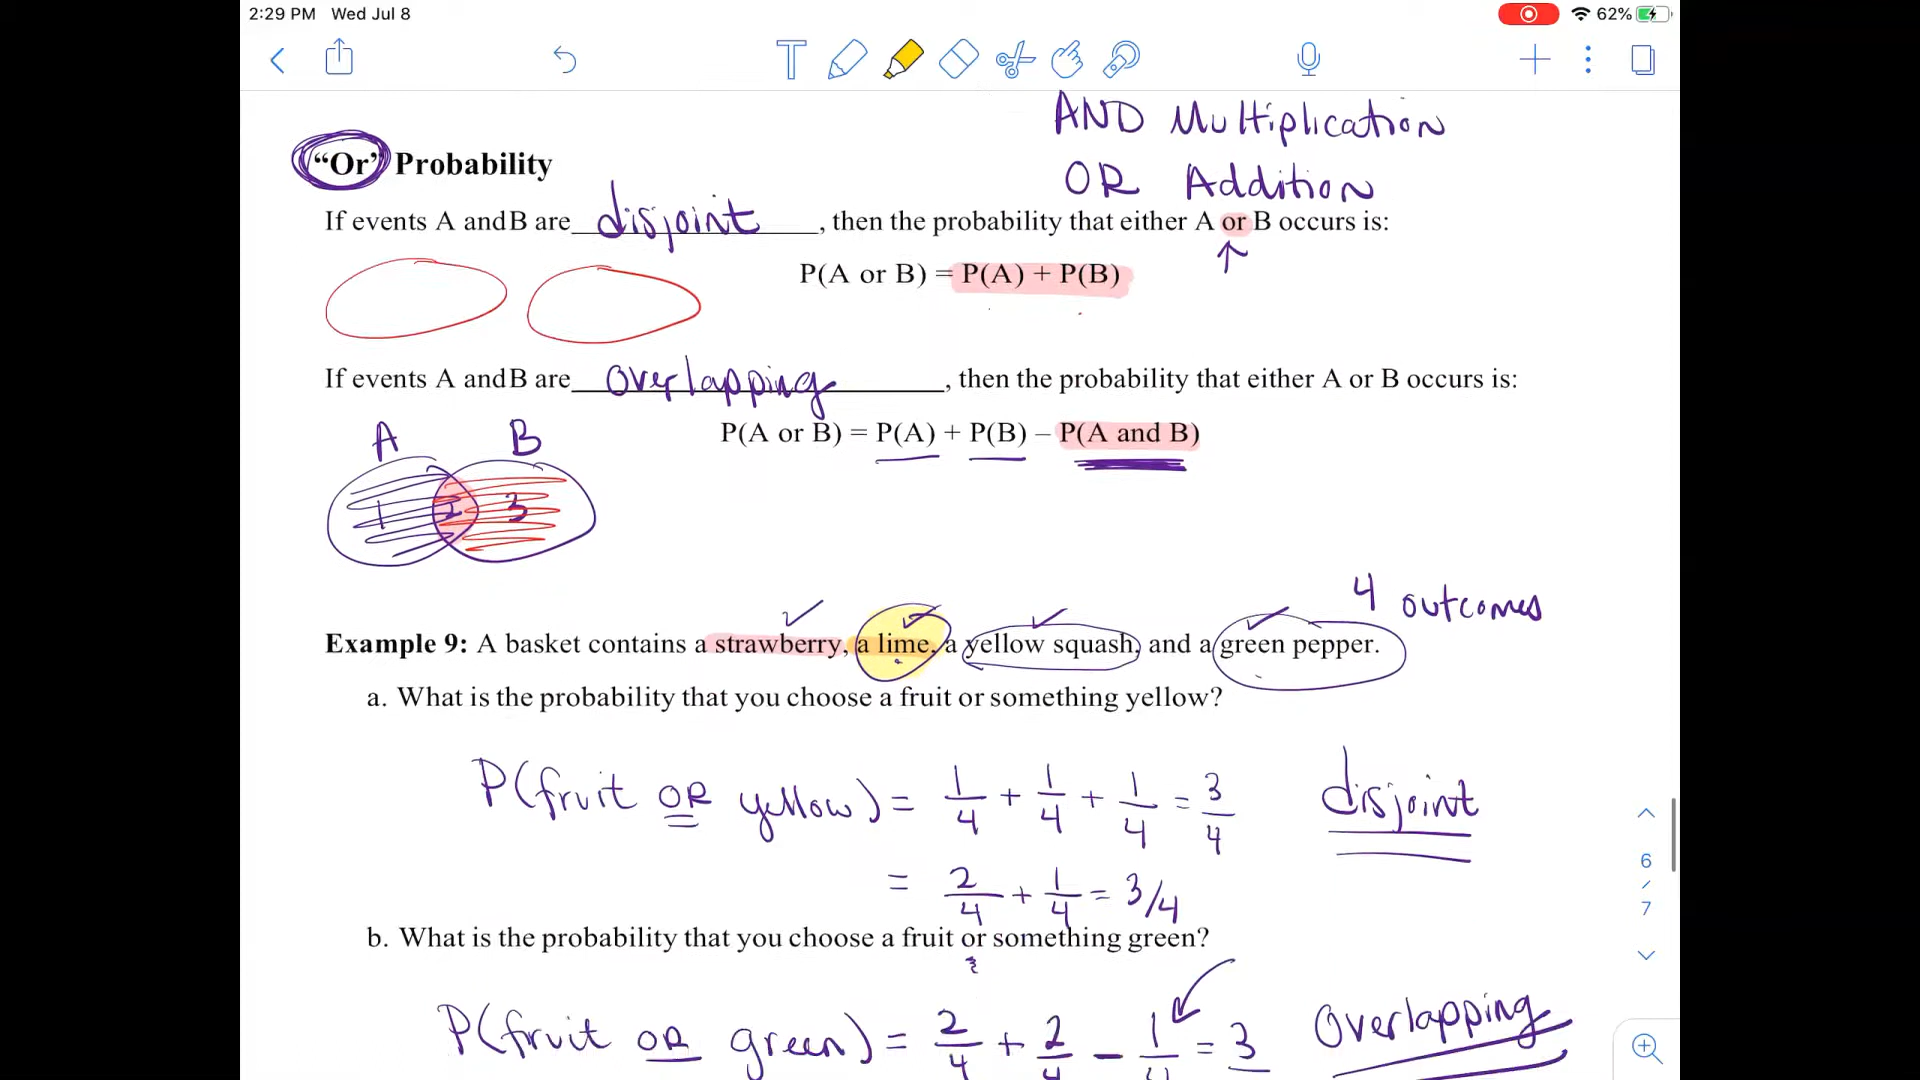 2:29 PM Wed Jul 8
62%
AND Multiplication
"Or" Probability
OR Addition
If events A and B are disjoint, then the probability that either A or B occurs is:
P(A or B) = P(A) + P(B)
If events A and B are overlapping, then the probability that either A or B occurs is:
A B
P(A or B) = P(A) + P(B) – P(A and B)
1 2 3
4 outcomes
Example 9: A basket contains a strawberry, a lime, a yellow squash, and a green pepper.
a. What is the probability that you choose a fruit or something yellow?
P(fruit OR yellow) = 1/4 + 1/4 + 1/4 = 3/4 disjoint
= 2/4 + 1/4 = 3/4
6
/
7
b. What is the probability that you choose a fruit or something green?
P(fruit OR green) = 2/4 + 2/4 - 1/4 = 3 Overlapping